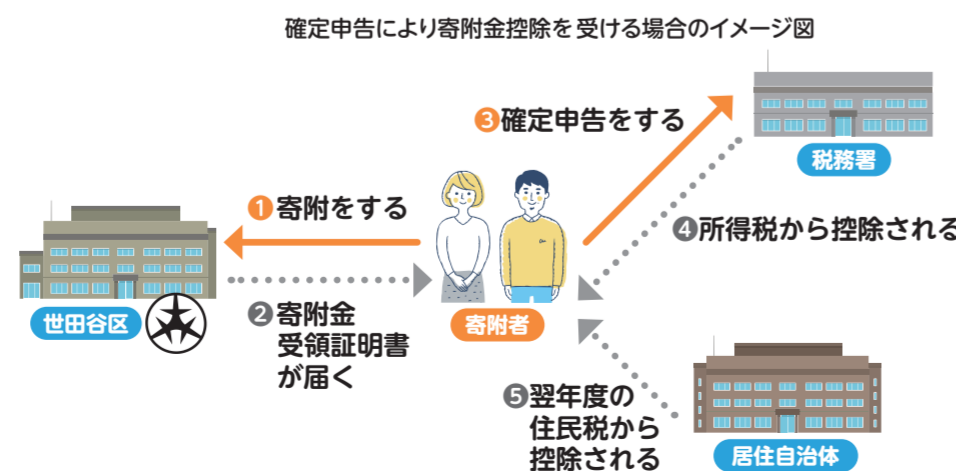 確定申告により寄附金控除を受ける場合のイメージ図
❸確定申告をする
税務署
❶寄附をする
❹所得税から控除される
世田谷区
❷寄附金
受領証明書
が届く
寄附者
❺翌年度の
住民税から
控除される
居住自治体